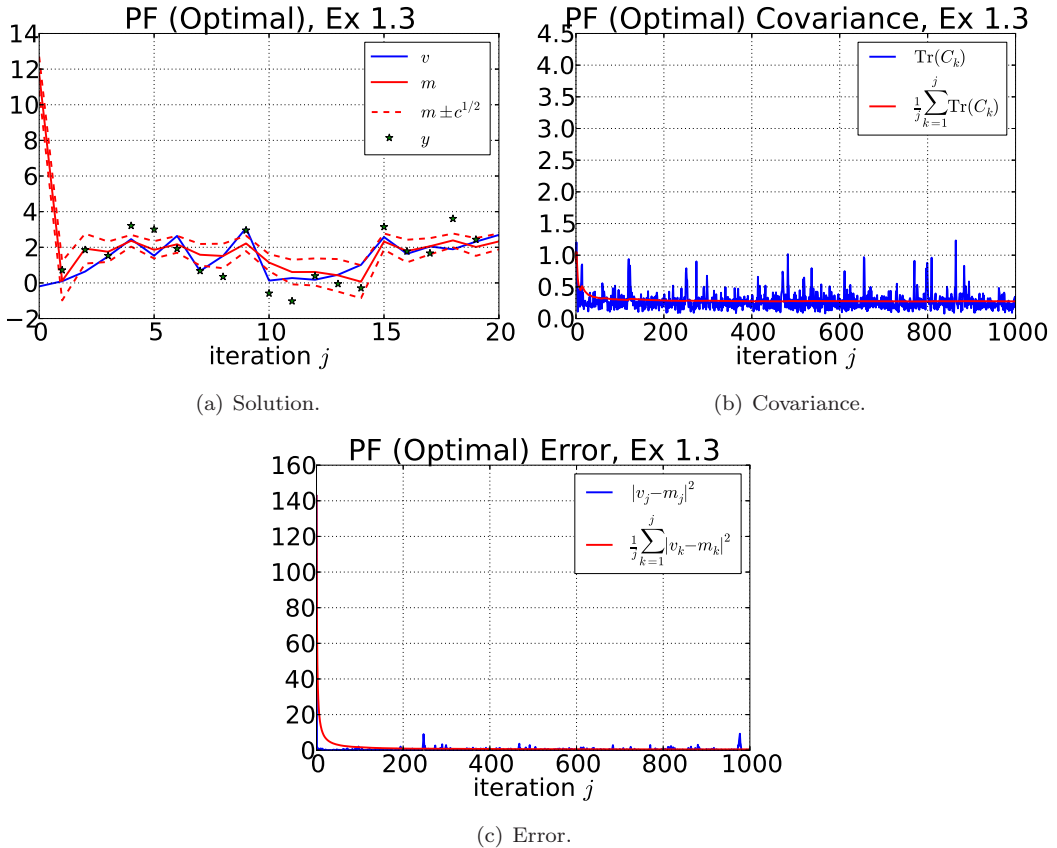 PF (Optimal), Ex 1.3
14
12
10
8
6
4
2
0
−2
v
m
m ± c^{1/2}
y
0 5 10 15 20
iteration j
(a) Solution.
PF (Optimal) Covariance, Ex 1.3
4.5
4.0
3.5
3.0
2.5
2.0
1.5
1.0
0.5
0.0
Tr(C_k)
\frac{1}{j}\sum_{k=1}^{j} Tr(C_k)
0 200 400 600 800 1000
iteration j
(b) Covariance.
PF (Optimal) Error, Ex 1.3
160
140
120
100
80
60
40
20
0
|v_j − m_j|^2
\frac{1}{j}\sum_{k=1}^{j} |v_k − m_k|^2
0 200 400 600 800 1000
iteration j
(c) Error.